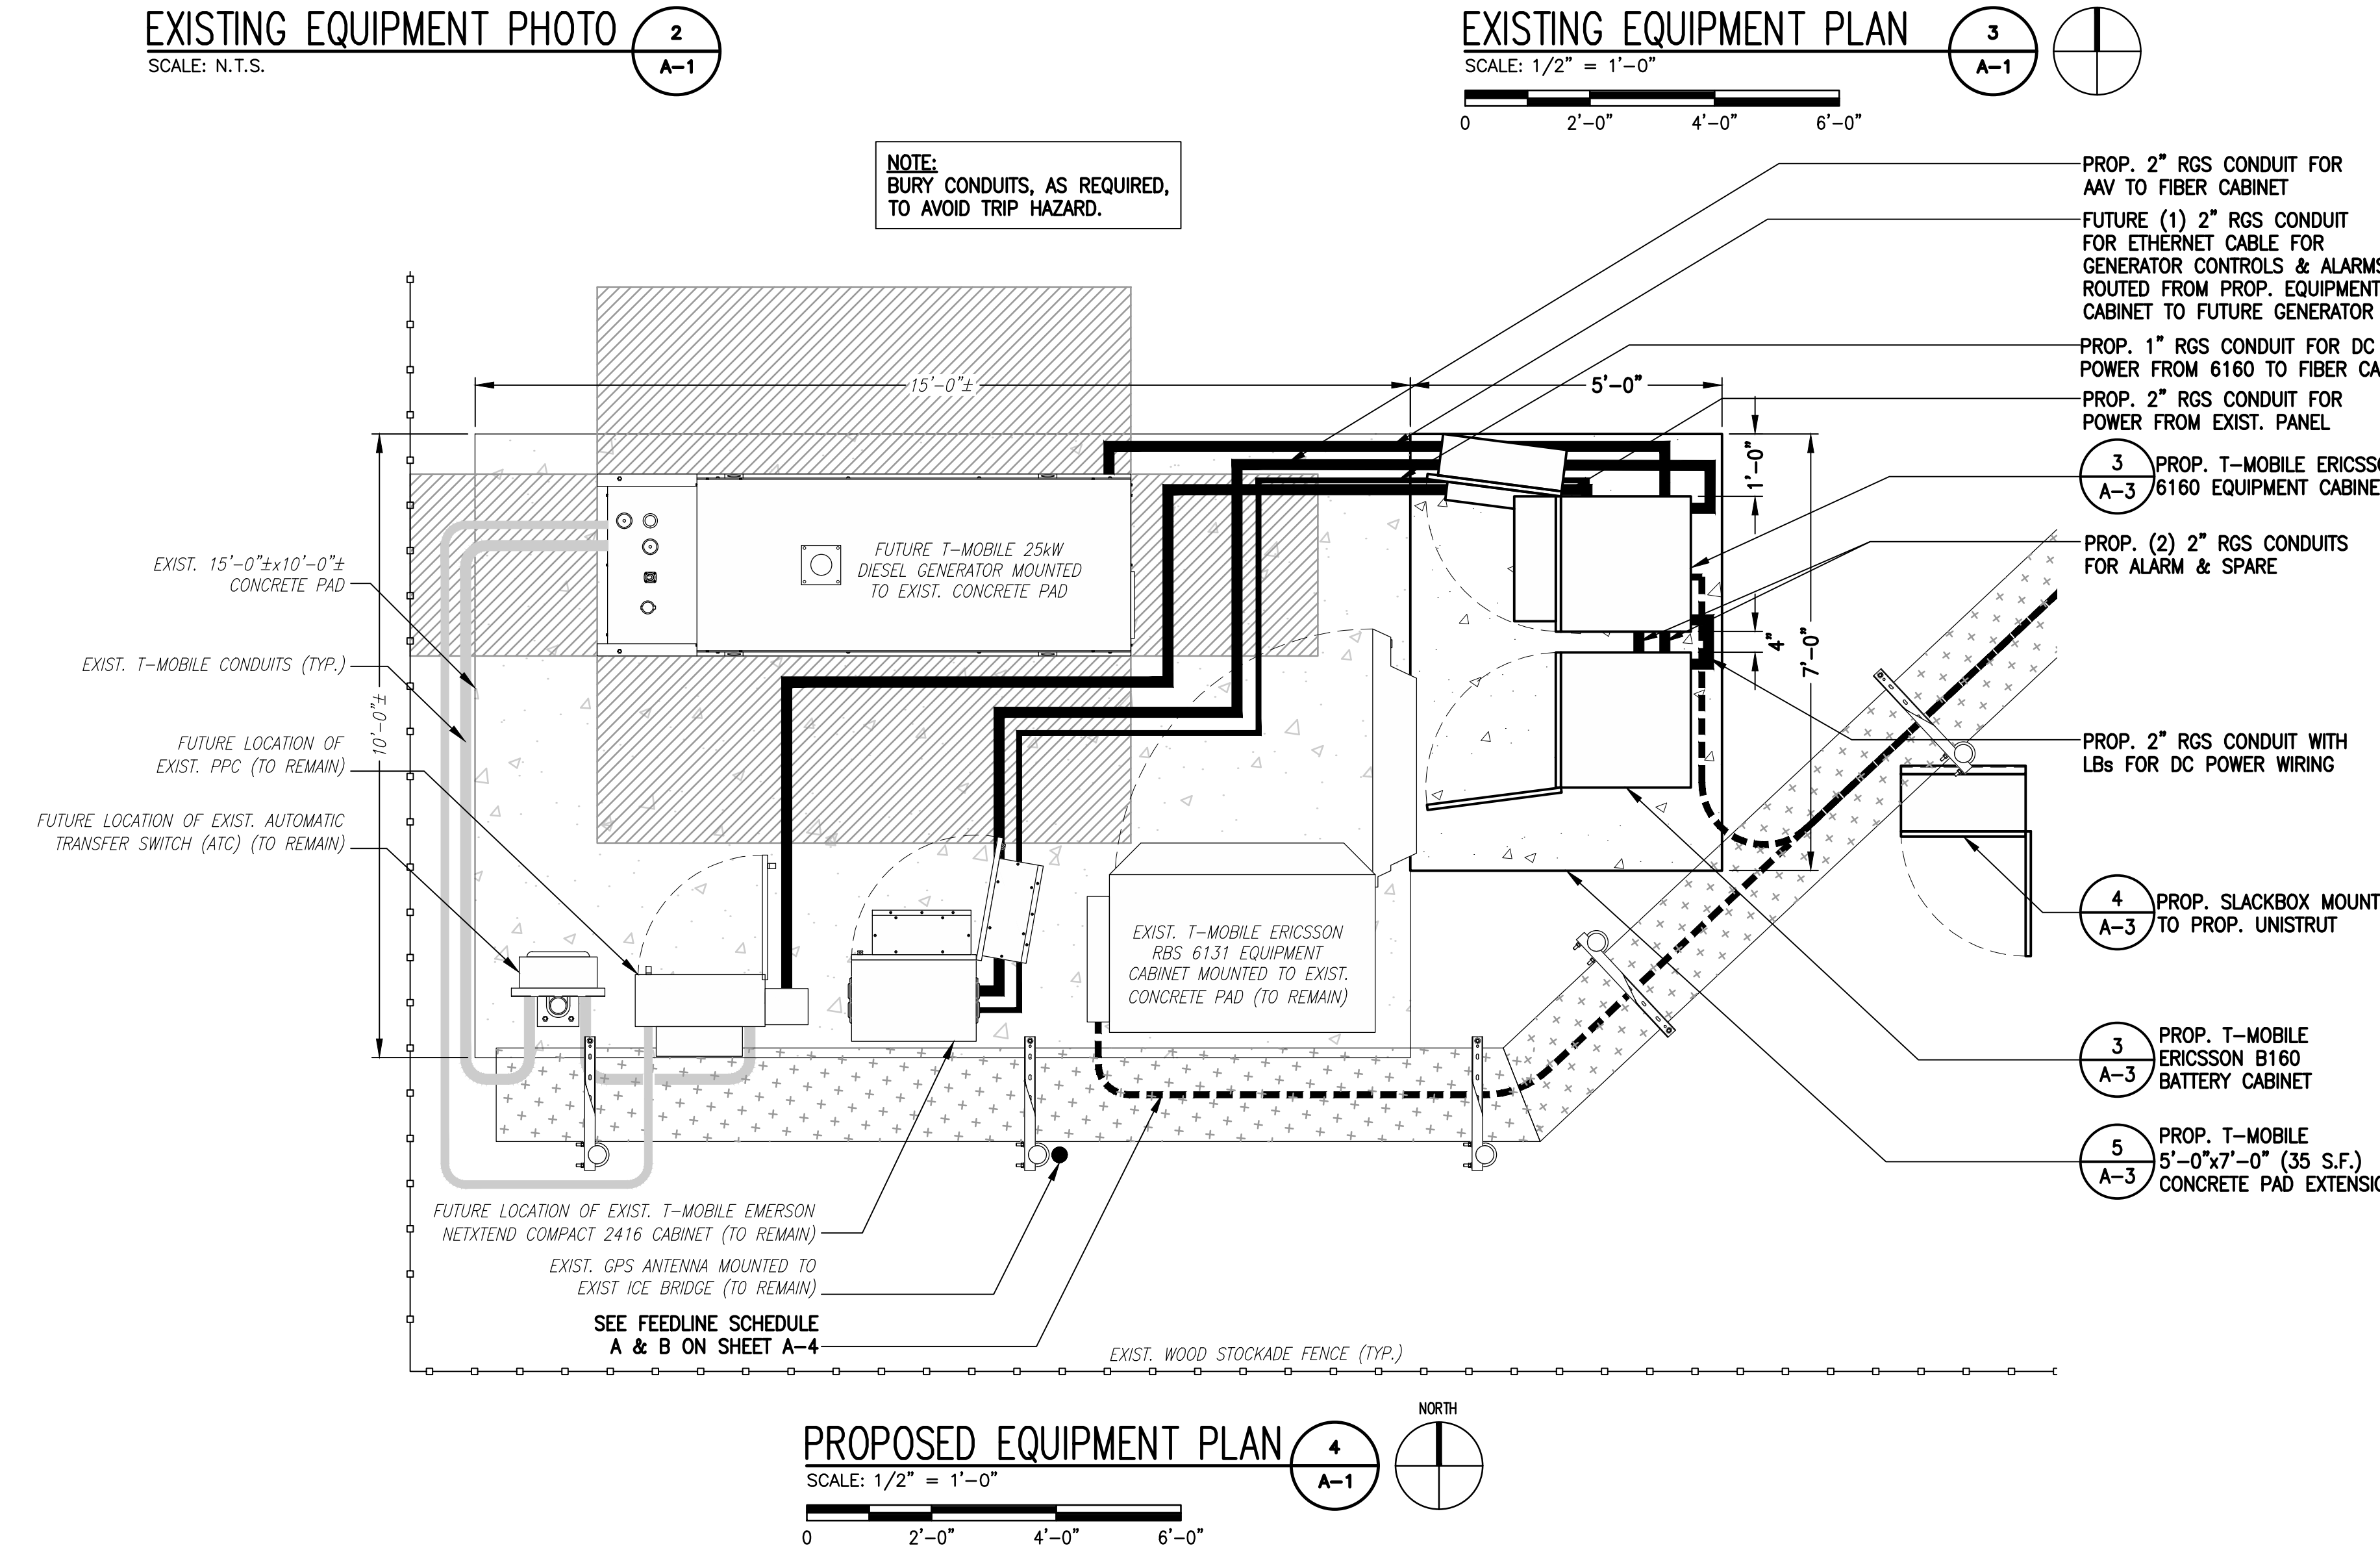 EXISTING EQUIPMENT PHOTO
2
A-1
SCALE: N.T.S.
EXISTING EQUIPMENT PLAN
3
A-1
SCALE: 1/2" = 1'-0"
0 2'-0" 4'-0" 6'-0"
NOTE:
BURY CONDUITS, AS REQUIRED,
TO AVOID TRIP HAZARD.
PROP. 2" RGS CONDUIT FOR
AAV TO FIBER CABINET
FUTURE (1) 2" RGS CONDUIT
FOR ETHERNET CABLE FOR
GENERATOR CONTROLS & ALARMS
ROUTED FROM PROP. EQUIPMENT
CABINET TO FUTURE GENERATOR
PROP. 1" RGS CONDUIT FOR DC
POWER FROM 6160 TO FIBER CA
PROP. 2" RGS CONDUIT FOR
POWER FROM EXIST. PANEL
3
A-3
PROP. T-MOBILE ERICSSO
6160 EQUIPMENT CABINE
PROP. (2) 2" RGS CONDUITS
FOR ALARM & SPARE
PROP. 2" RGS CONDUIT WITH
LBs FOR DC POWER WIRING
4
A-3
PROP. SLACKBOX MOUNT
TO PROP. UNISTRUT
3
A-3
PROP. T-MOBILE
ERICSSON B160
BATTERY CABINET
5
A-3
PROP. T-MOBILE
5'-0"x7'-0" (35 S.F.)
CONCRETE PAD EXTENSIO
15'-0"±
5'-0"
1'-0"
4"
7'-0"
10'-0"±
EXIST. 15'-0"±x10'-0"±
CONCRETE PAD
EXIST. T-MOBILE CONDUITS (TYP.)
FUTURE LOCATION OF
EXIST. PPC (TO REMAIN)
FUTURE LOCATION OF EXIST. AUTOMATIC
TRANSFER SWITCH (ATC) (TO REMAIN)
FUTURE T-MOBILE 25kW
DIESEL GENERATOR MOUNTED
TO EXIST. CONCRETE PAD
EXIST. T-MOBILE ERICSSON
RBS 6131 EQUIPMENT
CABINET MOUNTED TO EXIST.
CONCRETE PAD (TO REMAIN)
FUTURE LOCATION OF EXIST. T-MOBILE EMERSON
NETXTEND COMPACT 2416 CABINET (TO REMAIN)
EXIST. GPS ANTENNA MOUNTED TO
EXIST ICE BRIDGE (TO REMAIN)
SEE FEEDLINE SCHEDULE
A & B ON SHEET A-4
EXIST. WOOD STOCKADE FENCE (TYP.)
PROPOSED EQUIPMENT PLAN
4
A-1
NORTH
SCALE: 1/2" = 1'-0"
0 2'-0" 4'-0" 6'-0"